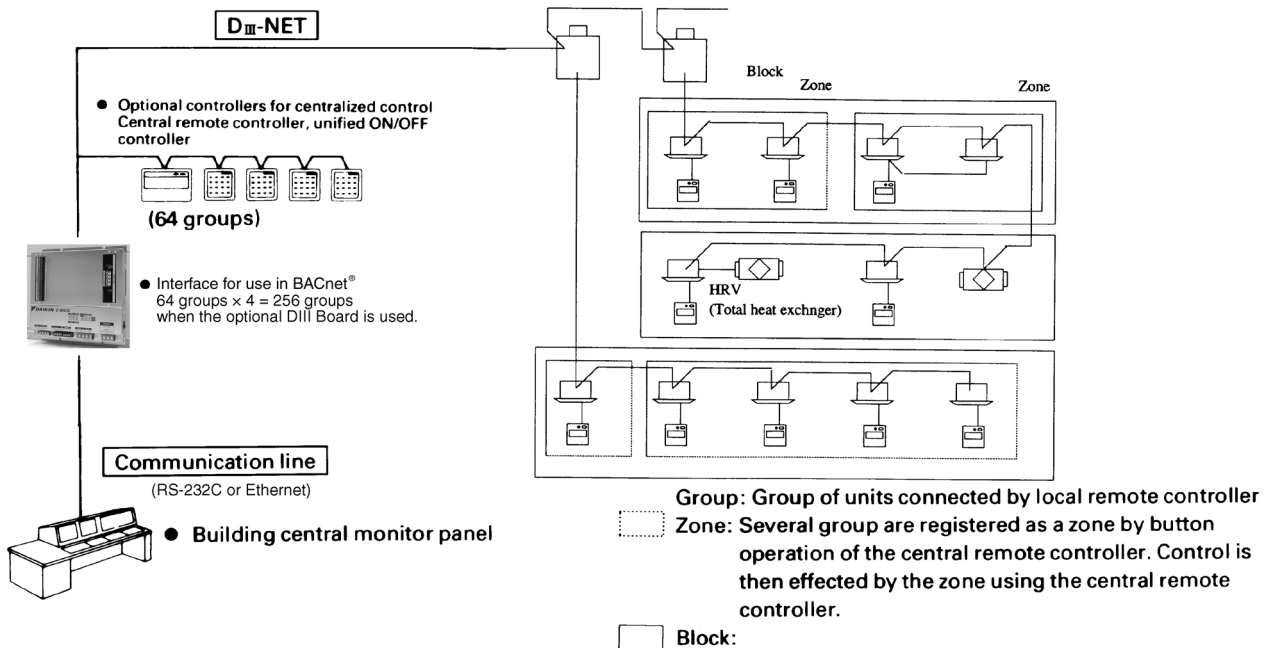 DIII-NET
Block
Zone
Zone
● Optional controllers for centralized control
Central remote controller, unified ON/OFF
controller
(64 groups)
● Interface for use in BACnet®
64 groups × 4 = 256 groups
when the optional DIII Board is used.
DAIKIN
HRV
(Total heat exchnger)
Communication line
(RS-232C or Ethernet)
● Building central monitor panel
Group: Group of units connected by local remote controller
Zone: Several group are registered as a zone by button
operation of the central remote controller. Control is
then effected by the zone using the central remote
controller.
Block: